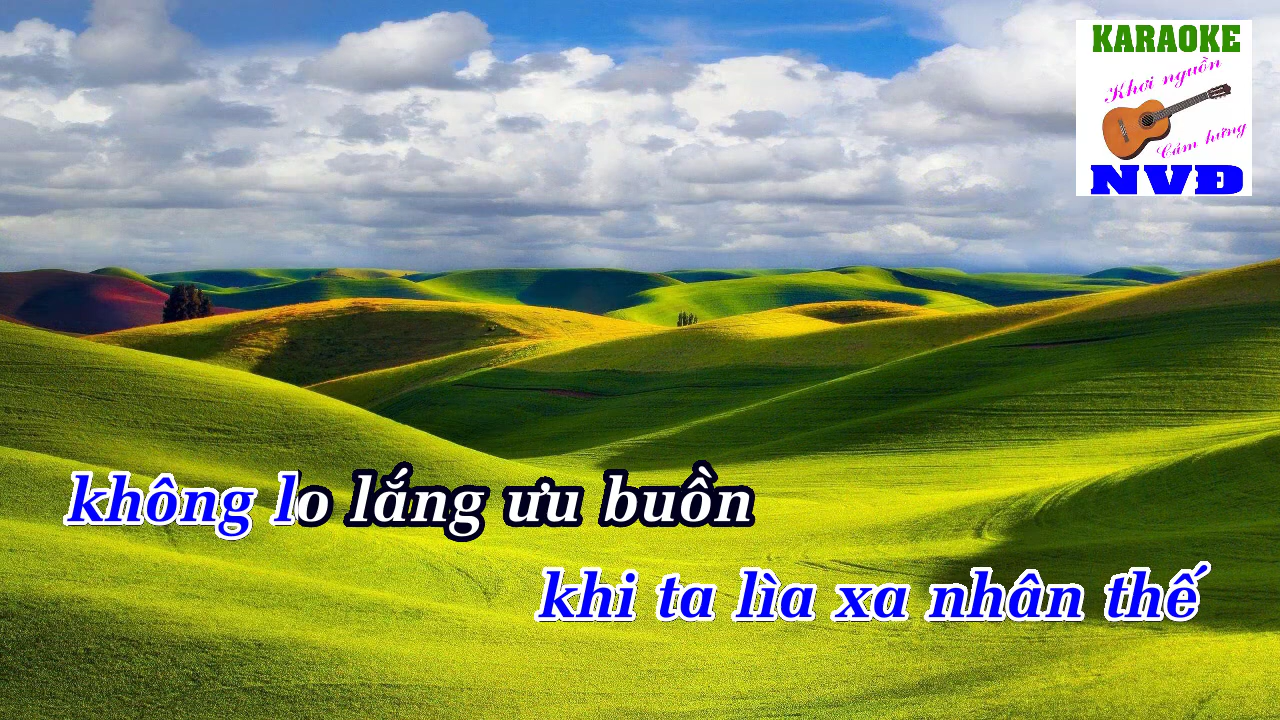 KARAOKE
Khơi nguồn
Cảm hứng
NVĐ
không lo lắng ưu buồn
khi ta lìa xa nhân thế